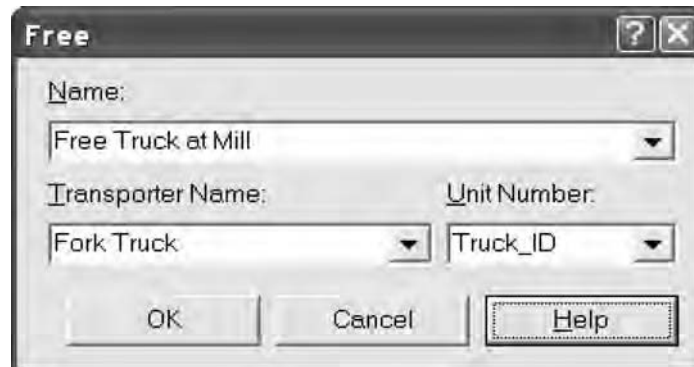 Free
Name:
Free Truck at Mill
Transporter Name: Unit Number:
Fork Truck Truck_ID
OK Cancel Help